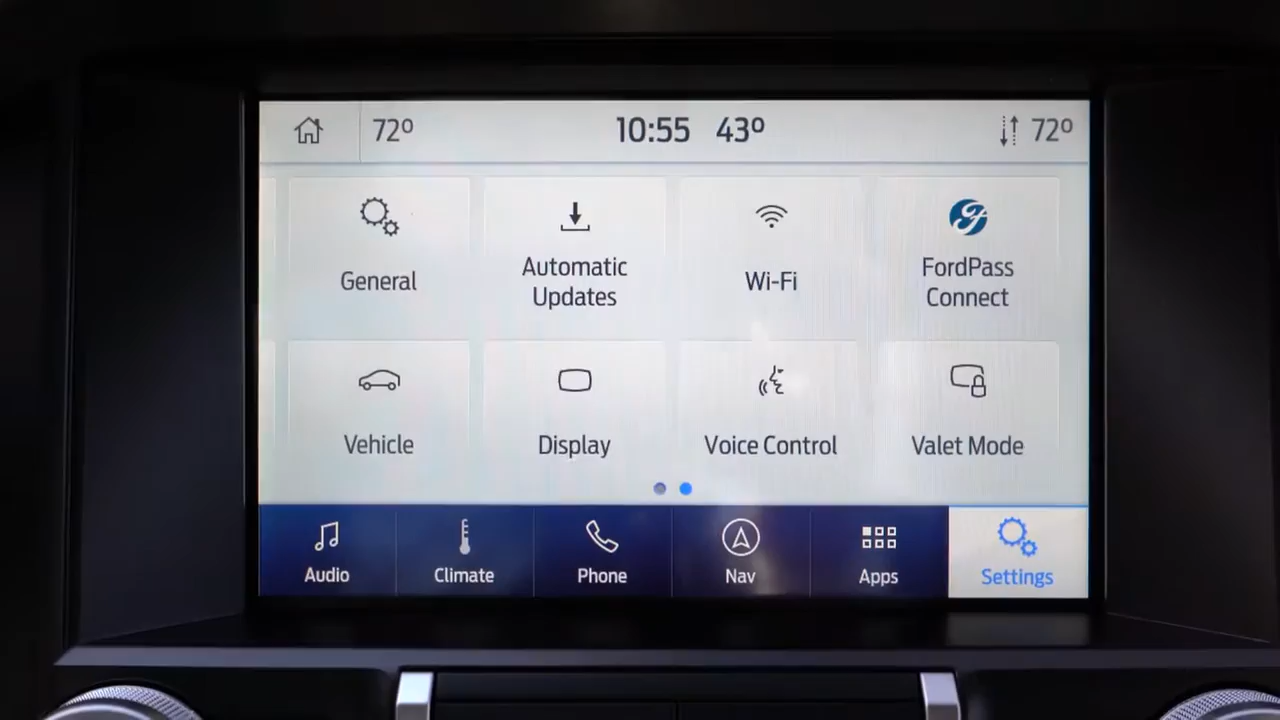 72º
10:55 43º
72º
General
Automatic
Updates
Wi-Fi
FordPass
Connect
Vehicle
Display
Voice Control
Valet Mode
Audio
Climate
Phone
Nav
Apps
Settings